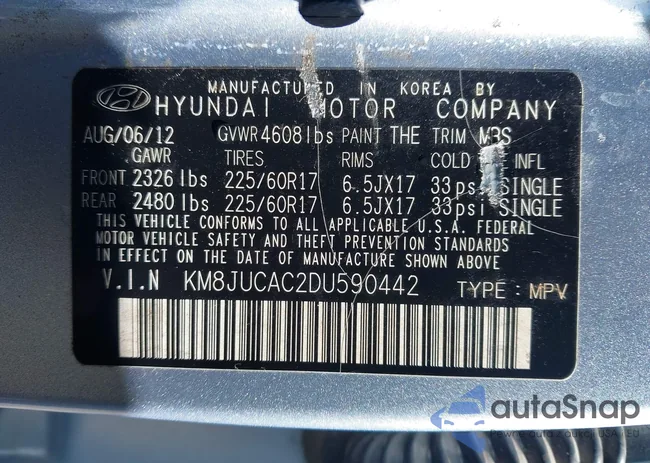 MANUFACTURED IN KOREA BY
HYUNDAI MOTOR COMPANY
AUG/06/12 GVWR 4608 lbs PAINT THE TRIM MBS
GAWR TIRES RIMS COLD INFL
FRONT 2326 lbs 225/60R17 6.5JX17 33psi SINGLE
REAR 2480 lbs 225/60R17 6.5JX17 33psi SINGLE
THIS VEHICLE CONFORMS TO ALL APPLICABLE U.S.A. FEDERAL
MOTOR VEHICLE SAFETY AND THEFT PREVENTION STANDARDS
IN EFFECT ON THE DATE OF MANUFACTURE SHOWN ABOVE
V.I.N KM8JUCAC2DU590442 TYPE : MPV
autaSnap